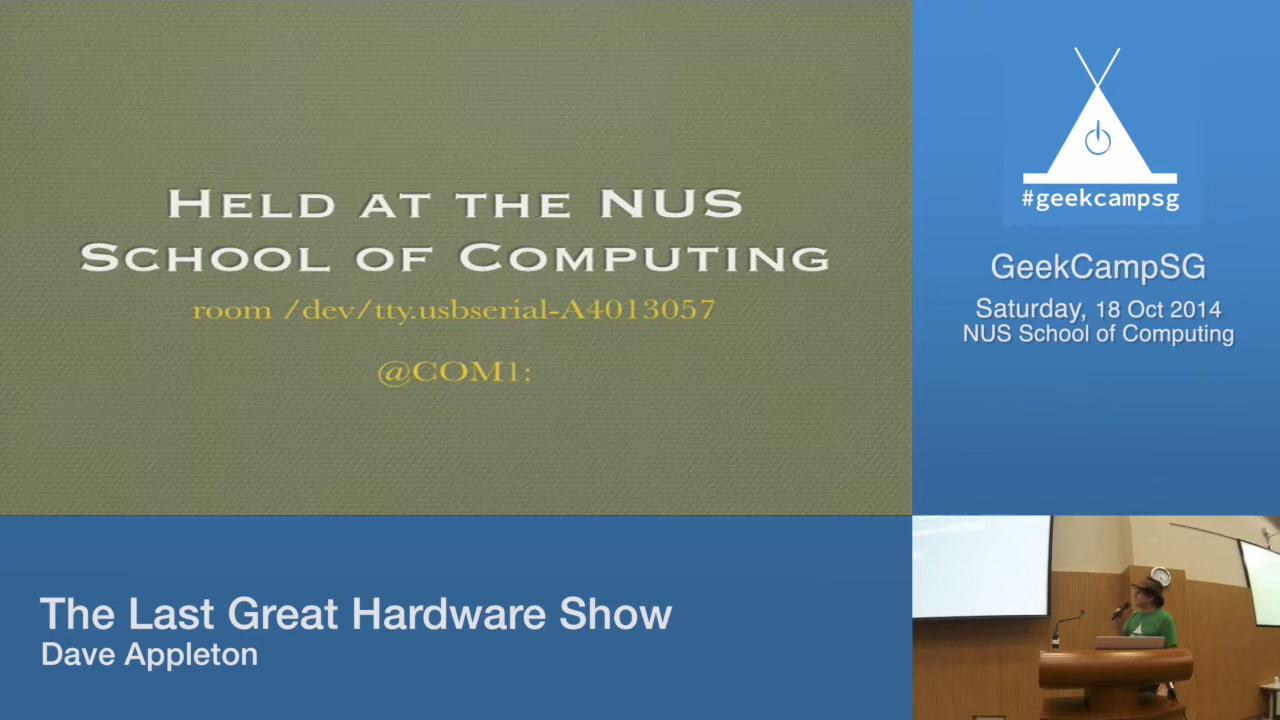 Held at the NUS
School of Computing
room /dev/tty.usbserial-A4013057
@COM1:
#geekcampsg
GeekCampSG
Saturday, 18 Oct 2014
NUS School of Computing
The Last Great Hardware Show
Dave Appleton